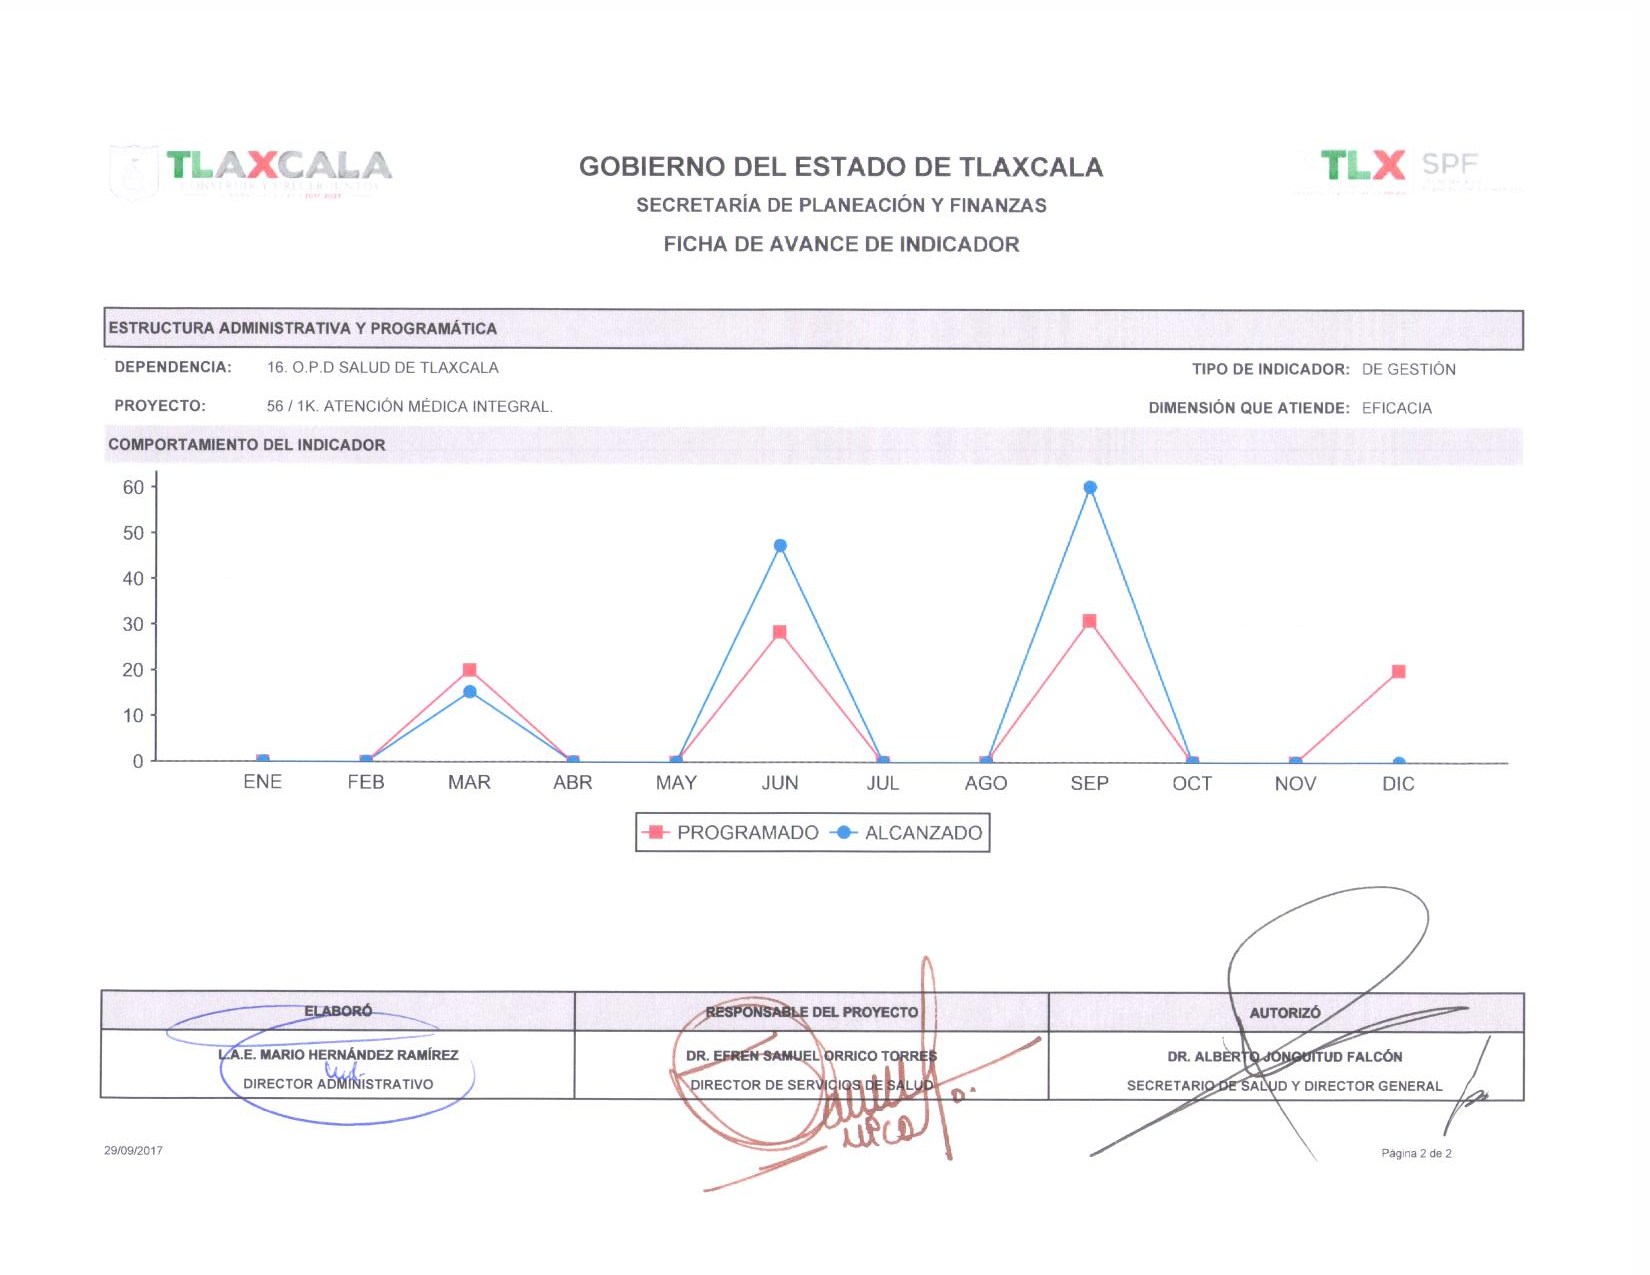 TLAXCALA
CONSTRUIR Y CRECER JUNTOS
GOBIERNO DEL ESTADO DE TLAXCALA
SECRETARÍA DE PLANEACIÓN Y FINANZAS
FICHA DE AVANCE DE INDICADOR
TLX SPF
ESTRUCTURA ADMINISTRATIVA Y PROGRAMÁTICA
DEPENDENCIA: 16. O.P.D SALUD DE TLAXCALA TIPO DE INDICADOR: DE GESTIÓN
PROYECTO: 56 / 1K. ATENCIÓN MÉDICA INTEGRAL. DIMENSIÓN QUE ATIENDE: EFICACIA
COMPORTAMIENTO DEL INDICADOR
60
50
40
30
20
10
0
ENE FEB MAR ABR MAY JUN JUL AGO SEP OCT NOV DIC
PROGRAMADO ALCANZADO
ELABORÓ RESPONSABLE DEL PROYECTO AUTORIZÓ
L.A.E. MARIO HERNÁNDEZ RAMÍREZ DR. EFREN SAMUEL ORRICO TORRES DR. ALBERTO JONGUITUD FALCÓN
DIRECTOR ADMINISTRATIVO DIRECTOR DE SERVICIOS DE SALUD SECRETARIO DE SALUD Y DIRECTOR GENERAL
29/09/2017 Página 2 de 2